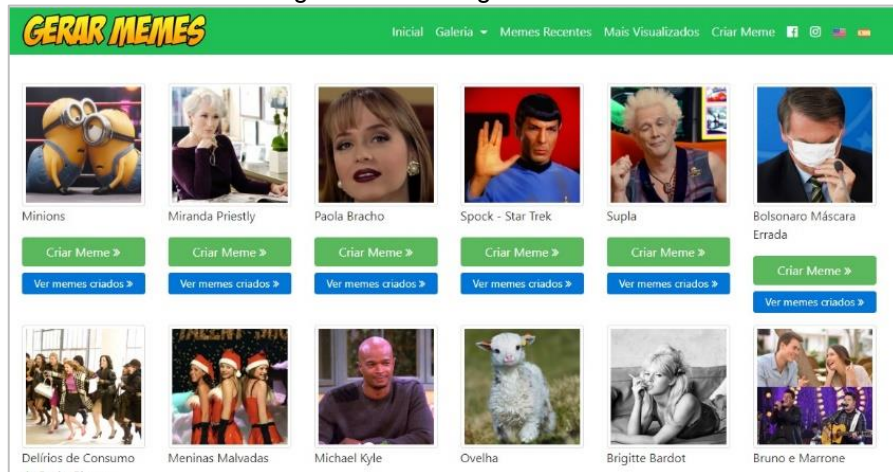 GERAR MEMES
Inicial Galeria Memes Recentes Mais Visualizados Criar Meme
Minions
Miranda Priestly
Paola Bracho
Spock - Star Trek
Supla
Bolsonaro Máscara
Errada
Criar Meme »
Criar Meme »
Criar Meme »
Criar Meme »
Criar Meme »
Criar Meme »
Ver memes criados »
Ver memes criados »
Ver memes criados »
Ver memes criados »
Ver memes criados »
Ver memes criados »
Delírios de Consumo
Meninas Malvadas
Michael Kyle
Ovelha
Brigitte Bardot
Bruno e Marrone